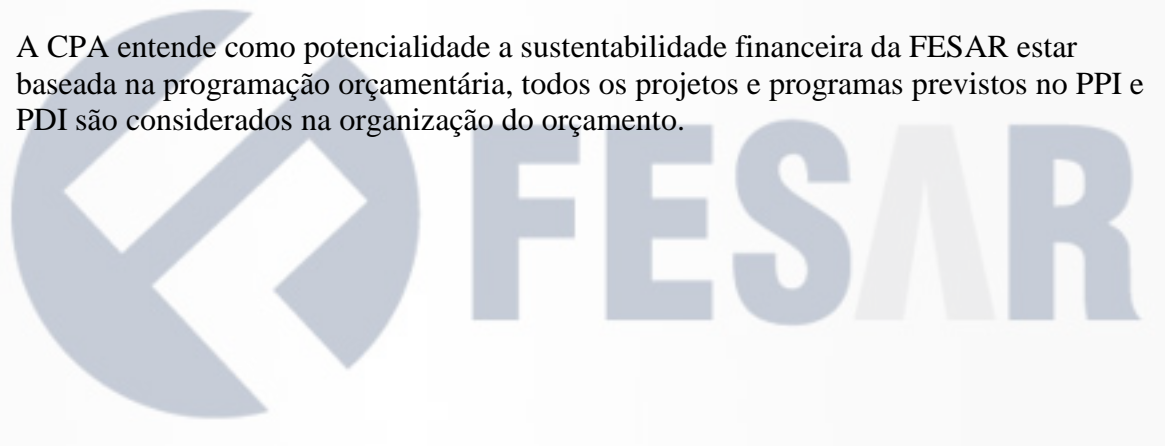 A CPA entende como potencialidade a sustentabilidade financeira da FESAR estar
baseada na programação orçamentária, todos os projetos e programas previstos no PPI e
PDI são considerados na organização do orçamento.
FESAR